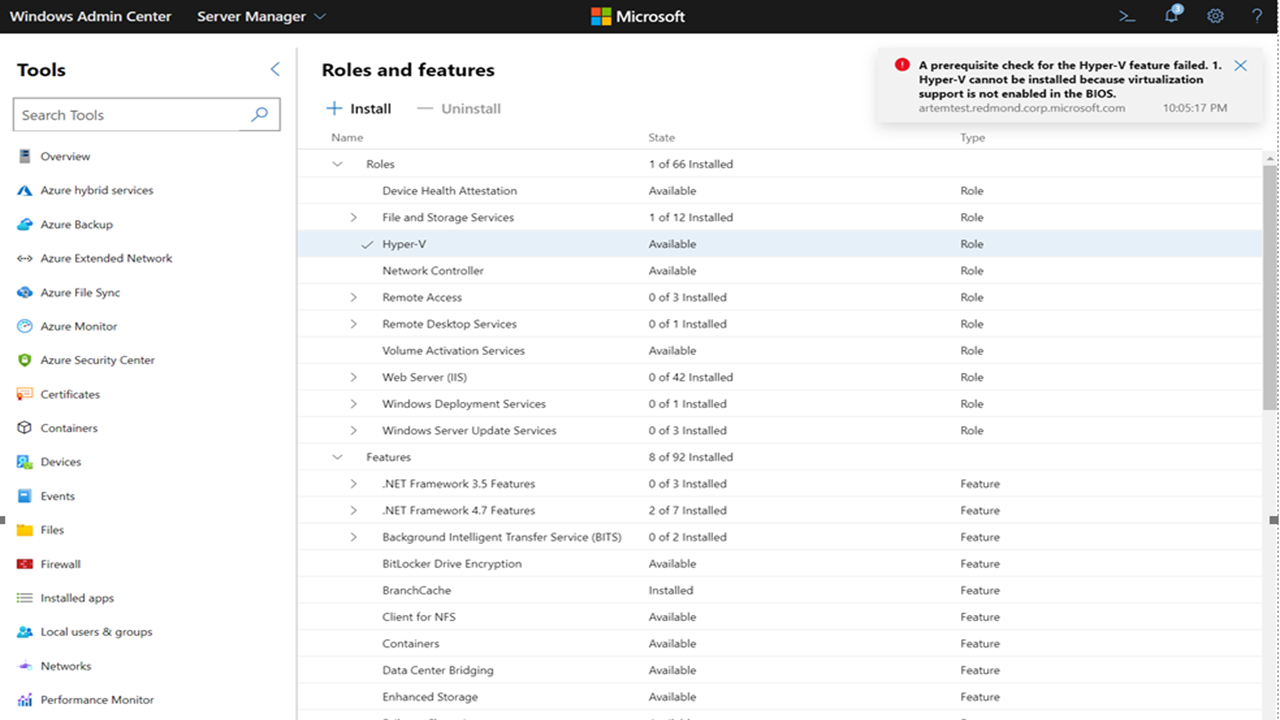 Windows Admin Center Server Manager Microsoft 3 >_ ?
Tools
Search Tools
Overview
Azure hybrid services
Azure Backup
Azure Extended Network
Azure File Sync
Azure Monitor
Azure Security Center
Certificates
Containers
Devices
Events
Files
Firewall
Installed apps
Local users & groups
Networks
Performance Monitor
Roles and features
Install Uninstall
A prerequisite check for the Hyper-V feature failed. 1.
Hyper-V cannot be installed because virtualization
support is not enabled in the BIOS.
artemtest.redmond.corp.microsoft.com 10:05:17 PM
Name State Type
Roles 1 of 66 Installed
Device Health Attestation Available Role
File and Storage Services 1 of 12 Installed Role
Hyper-V Available Role
Network Controller Available Role
Remote Access 0 of 3 Installed Role
Remote Desktop Services 0 of 1 Installed Role
Volume Activation Services Available Role
Web Server (IIS) 0 of 42 Installed Role
Windows Deployment Services 0 of 1 Installed Role
Windows Server Update Services 0 of 3 Installed Role
Features 8 of 92 Installed
.NET Framework 3.5 Features 0 of 3 Installed Feature
.NET Framework 4.7 Features 2 of 7 Installed Feature
Background Intelligent Transfer Service (BITS) 0 of 2 Installed Feature
BitLocker Drive Encryption Available Feature
BranchCache Installed Feature
Client for NFS Available Feature
Containers Available Feature
Data Center Bridging Available Feature
Enhanced Storage Available Feature